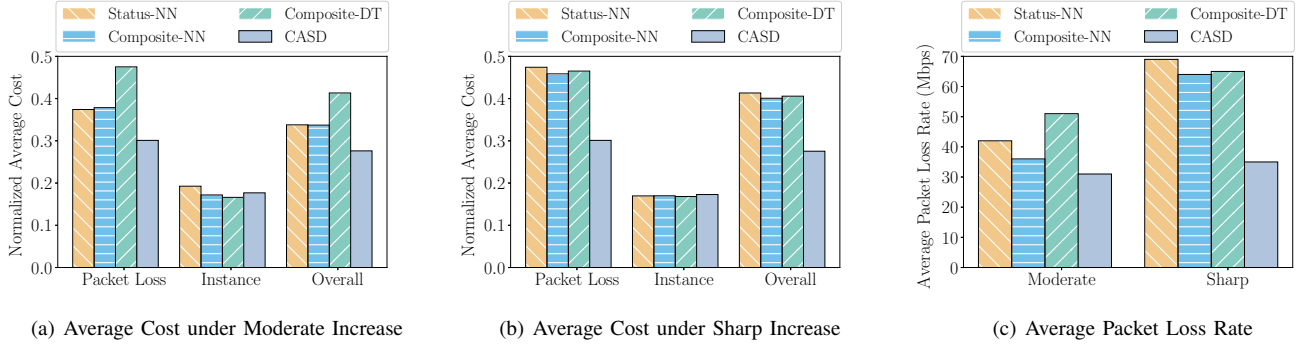 Status-NN
Composite-DT
Composite-NN
CASD
Normalized Average Cost
0.5
0.4
0.3
0.2
0.1
0.0
Packet Loss
Instance
Overall
(a) Average Cost under Moderate Increase
Status-NN
Composite-DT
Composite-NN
CASD
Normalized Average Cost
0.5
0.4
0.3
0.2
0.1
0.0
Packet Loss
Instance
Overall
(b) Average Cost under Sharp Increase
Status-NN
Composite-DT
Composite-NN
CASD
Average Packet Loss Rate (Mbps)
70
60
50
40
30
20
10
0
Moderate
Sharp
(c) Average Packet Loss Rate